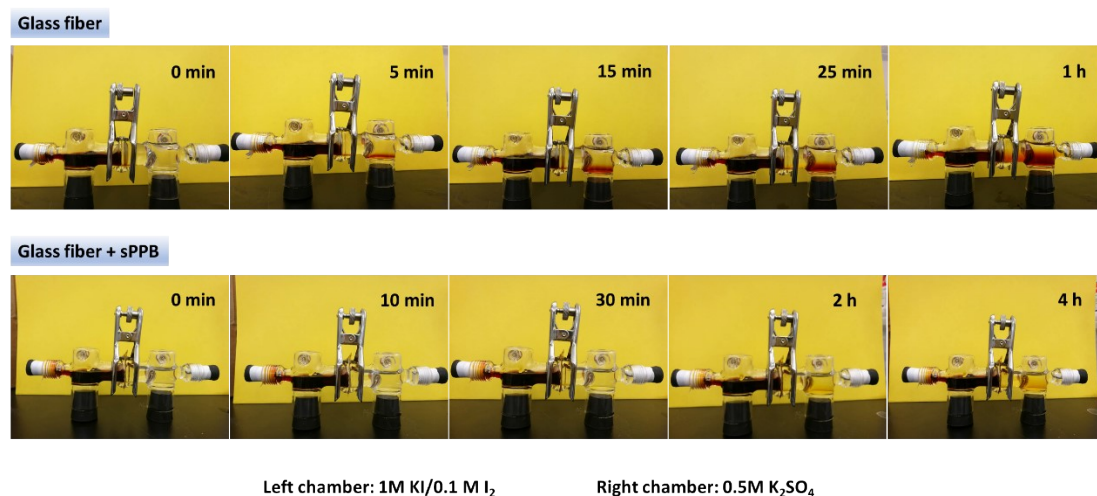 Glass fiber
0 min
5 min
15 min
25 min
1 h
Glass fiber + sPPB
0 min
10 min
30 min
2 h
4 h
Left chamber: 1M KI/0.1 M I₂
Right chamber: 0.5M K₂SO₄